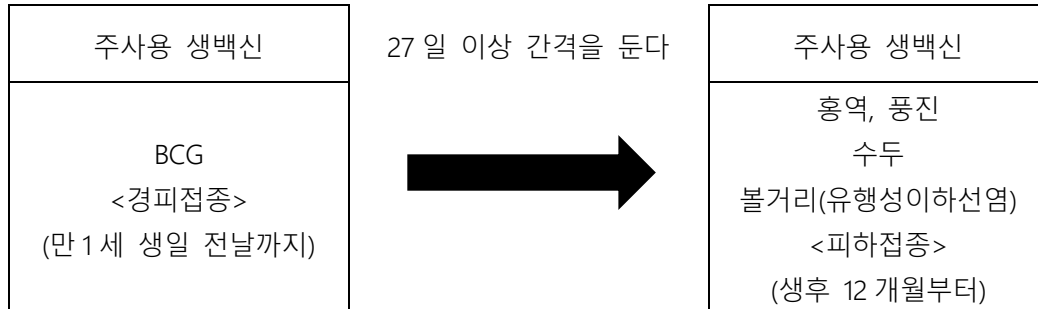 주사용 생백신
BCG
<경피접종>
(만 1세 생일 전날까지)
27일 이상 간격을 둔다
주사용 생백신
홍역, 풍진
수두
볼거리(유행성이하선염)
<피하접종>
(생후 12개월부터)